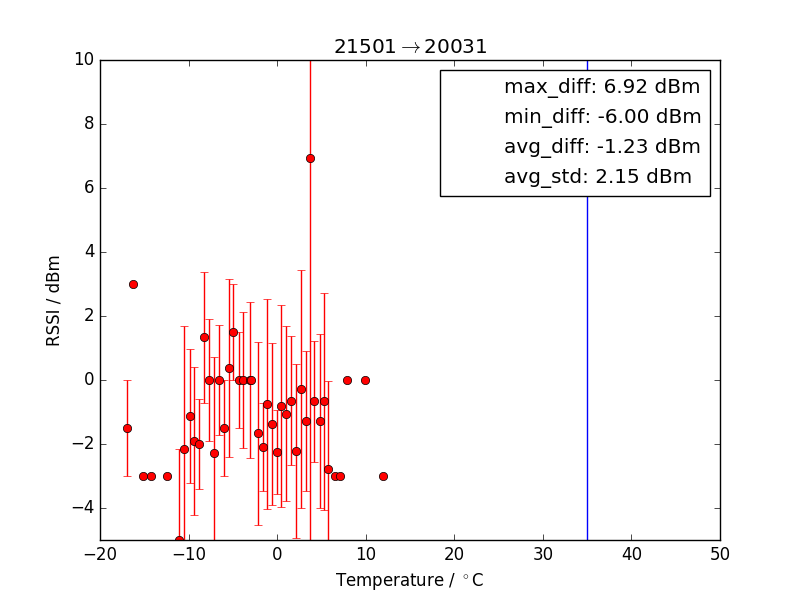 21501→20031
max_diff: 6.92 dBm
min_diff: -6.00 dBm
avg_diff: -1.23 dBm
avg_std: 2.15 dBm
RSSI / dBm
10
8
6
4
2
0
−2
−4
−20 −10 0 10 20 30 40 50
Temperature / °C